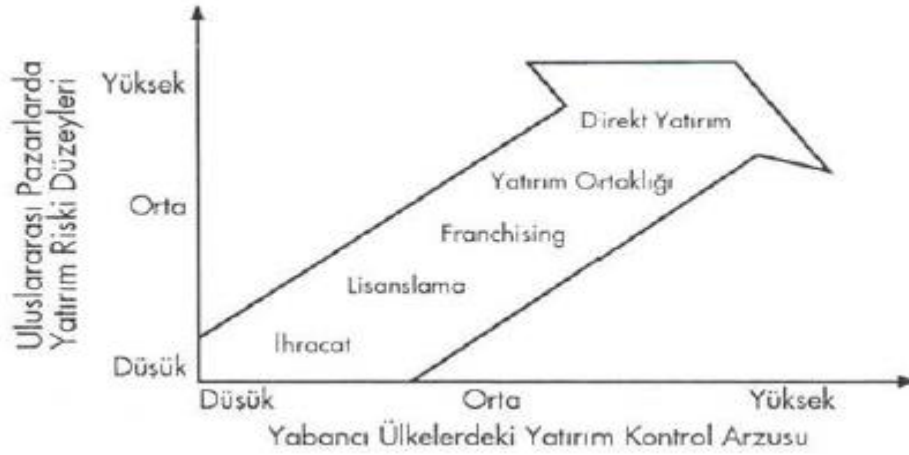 Uluslararası Pazarlarda
Yatırım Riski Düzeyleri
Yüksek
Orta
Düşük
Direkt Yatırım
Yatırım Ortaklığı
Franchising
Lisanslama
İhracat
Düşük
Orta
Yüksek
Yabancı Ülkelerdeki Yatırım Kontrol Arzusu